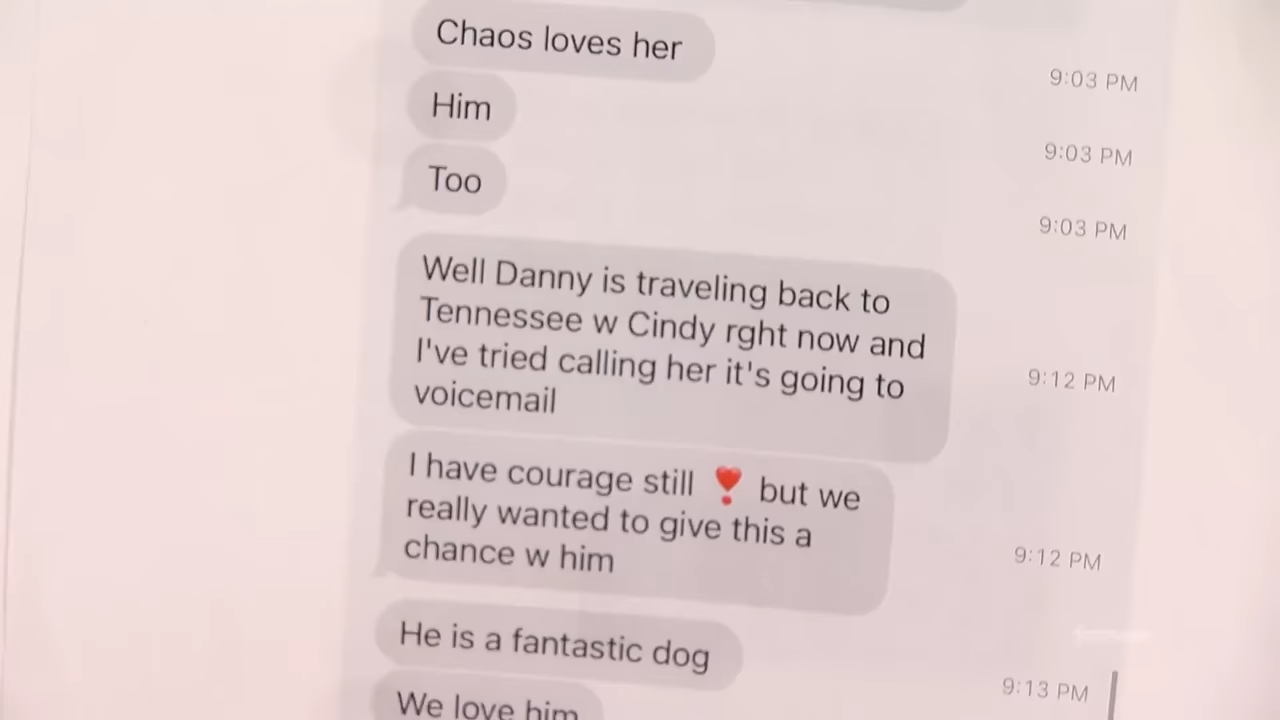 Chaos loves her
9:03 PM
Him
9:03 PM
Too
9:03 PM
Well Danny is traveling back to
Tennessee w Cindy rght now and
I've tried calling her it's going to
voicemail
9:12 PM
I have courage still ❣️ but we
really wanted to give this a
chance w him
9:12 PM
He is a fantastic dog
9:13 PM
We love him